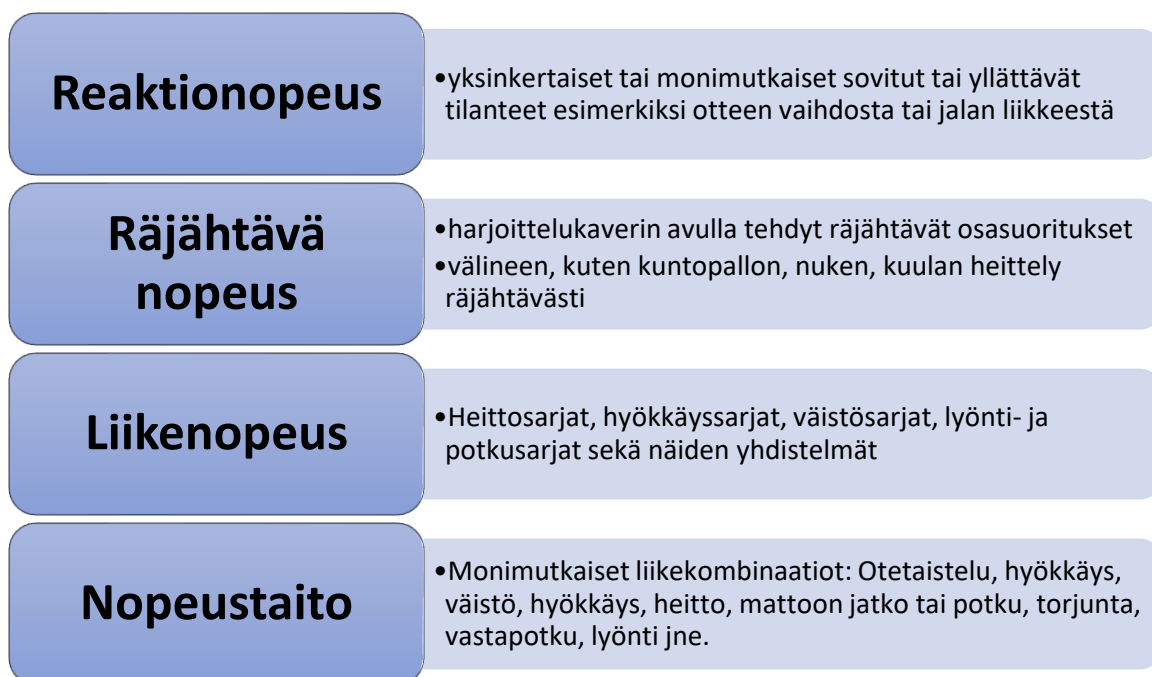 Reaktionopeus
•yksinkertaiset tai monimutkaiset sovitut tai yllättävät
tilanteet esimerkiksi otteen vaihdosta tai jalan liikkeestä
Räjähtävä
nopeus
•harjoittelukaverin avulla tehdyt räjähtävät osasuoritukset
•välineen, kuten kuntopallon, nuken, kuulan heittely
räjähtävästi
Liikenopeus
•Heittosarjat, hyökkäyssarjat, väistösarjat, lyönti- ja
potkusarjat sekä näiden yhdistelmät
Nopeustaito
•Monimutkaiset liikekombinaatiot: Otetaistelu, hyökkäys,
väistö, hyökkäys, heitto, mattoon jatko tai potku, torjunta,
vastapotku, lyönti jne.